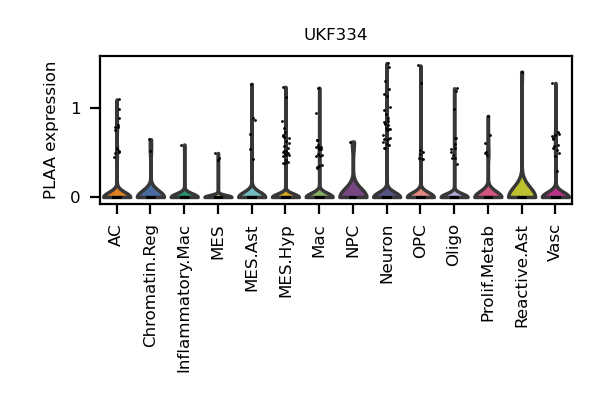 UKF334
PLAA expression
1
0
AC
Chromatin.Reg
Inflammatory.Mac
MES
MES.Ast
MES.Hyp
Mac
NPC
Neuron
OPC
Oligo
Prolif.Metab
Reactive.Ast
Vasc